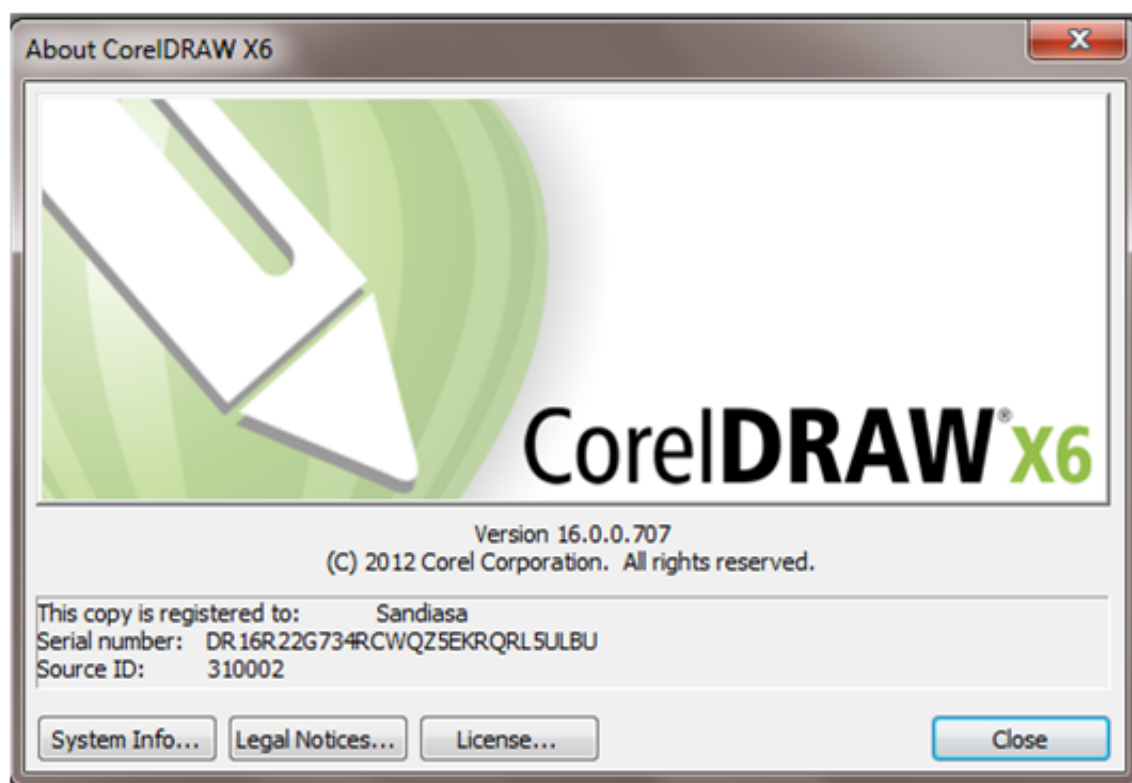 About CorelDRAW X6
CorelDRAW® X6
Version 16.0.0.707
(C) 2012 Corel Corporation. All rights reserved.
This copy is registered to: Sandiasa
Serial number: DR16R22G734RCWQZ5EKRQRL5ULBU
Source ID: 310002
System Info... Legal Notices... License... Close